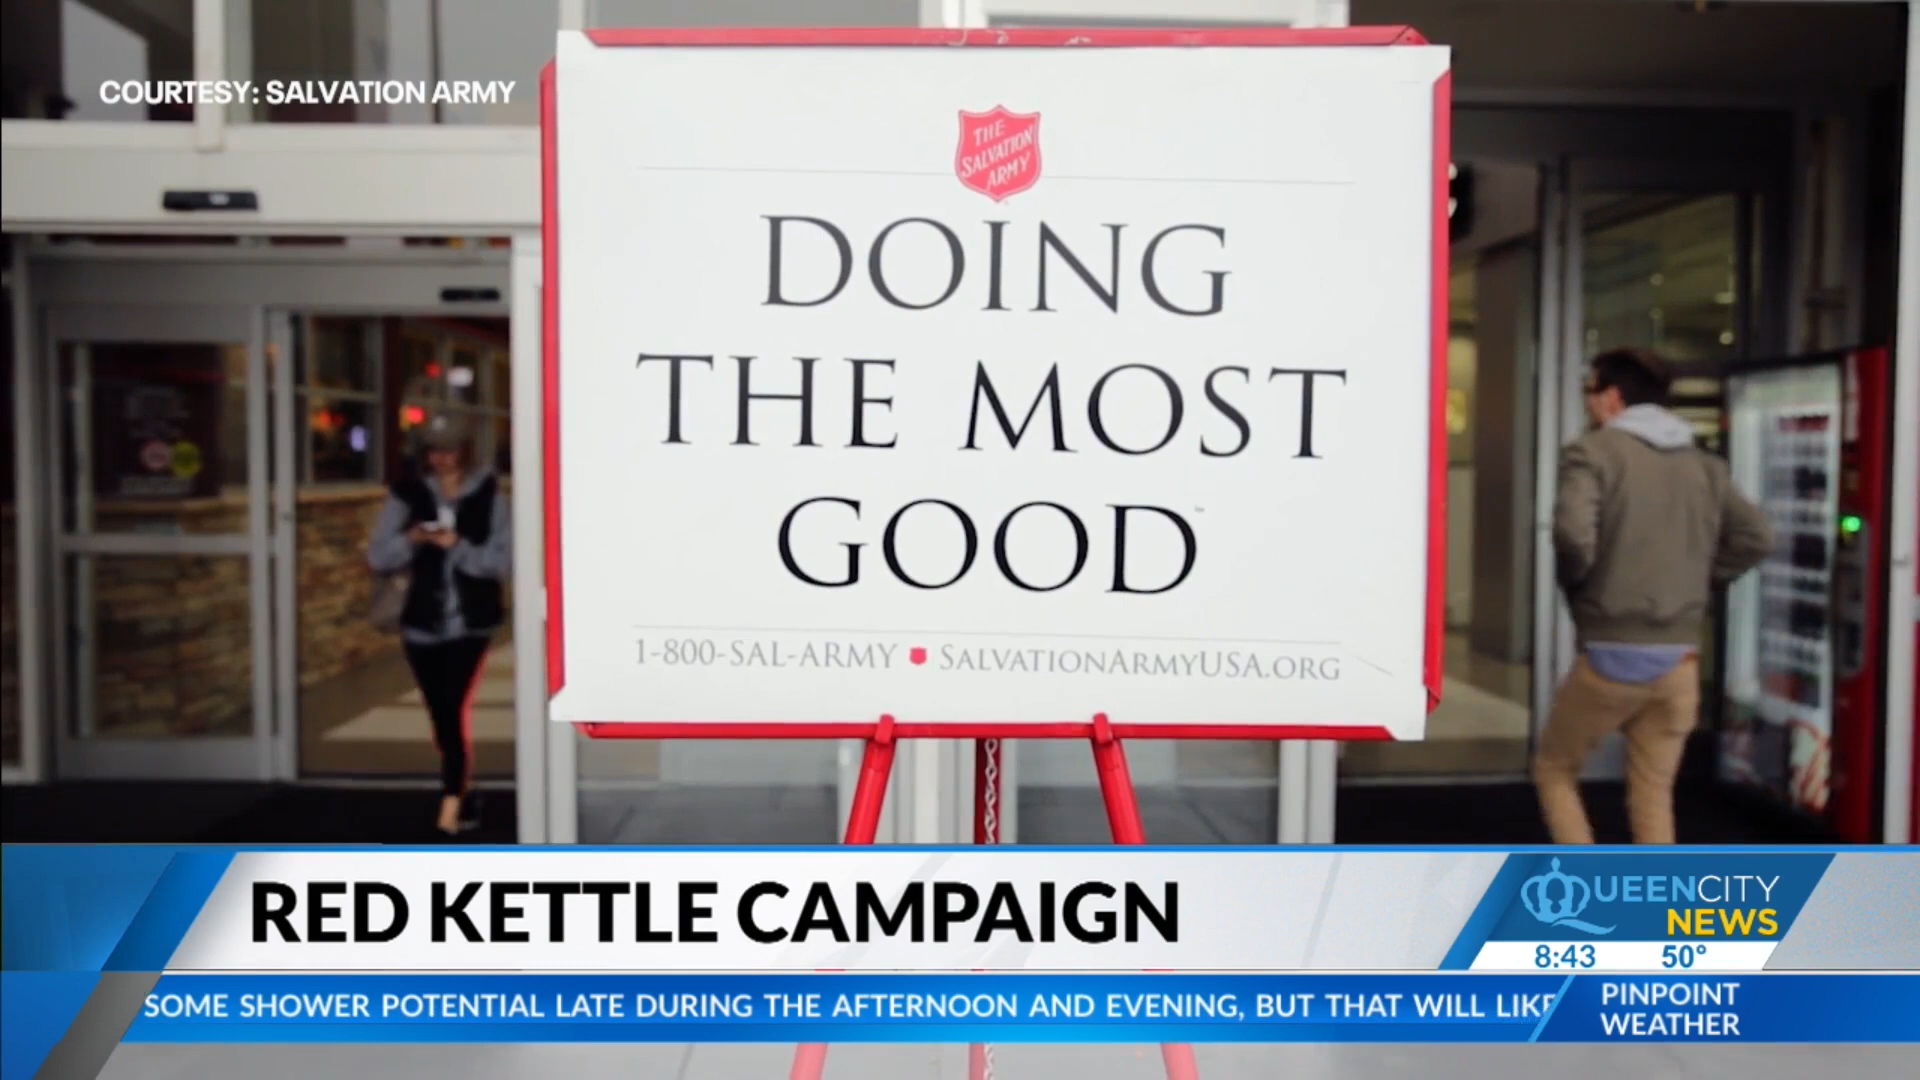 COURTESY: SALVATION ARMY
THE
SALVATION
ARMY
DOING
THE MOST
GOOD
1-800-SAL-ARMY SALVATIONARMYUSA.ORG
RED KETTLE CAMPAIGN
QUEENCITY
NEWS
8:43 50°
SOME SHOWER POTENTIAL LATE DURING THE AFTERNOON AND EVENING, BUT THAT WILL
PINPOINT
WEATHER